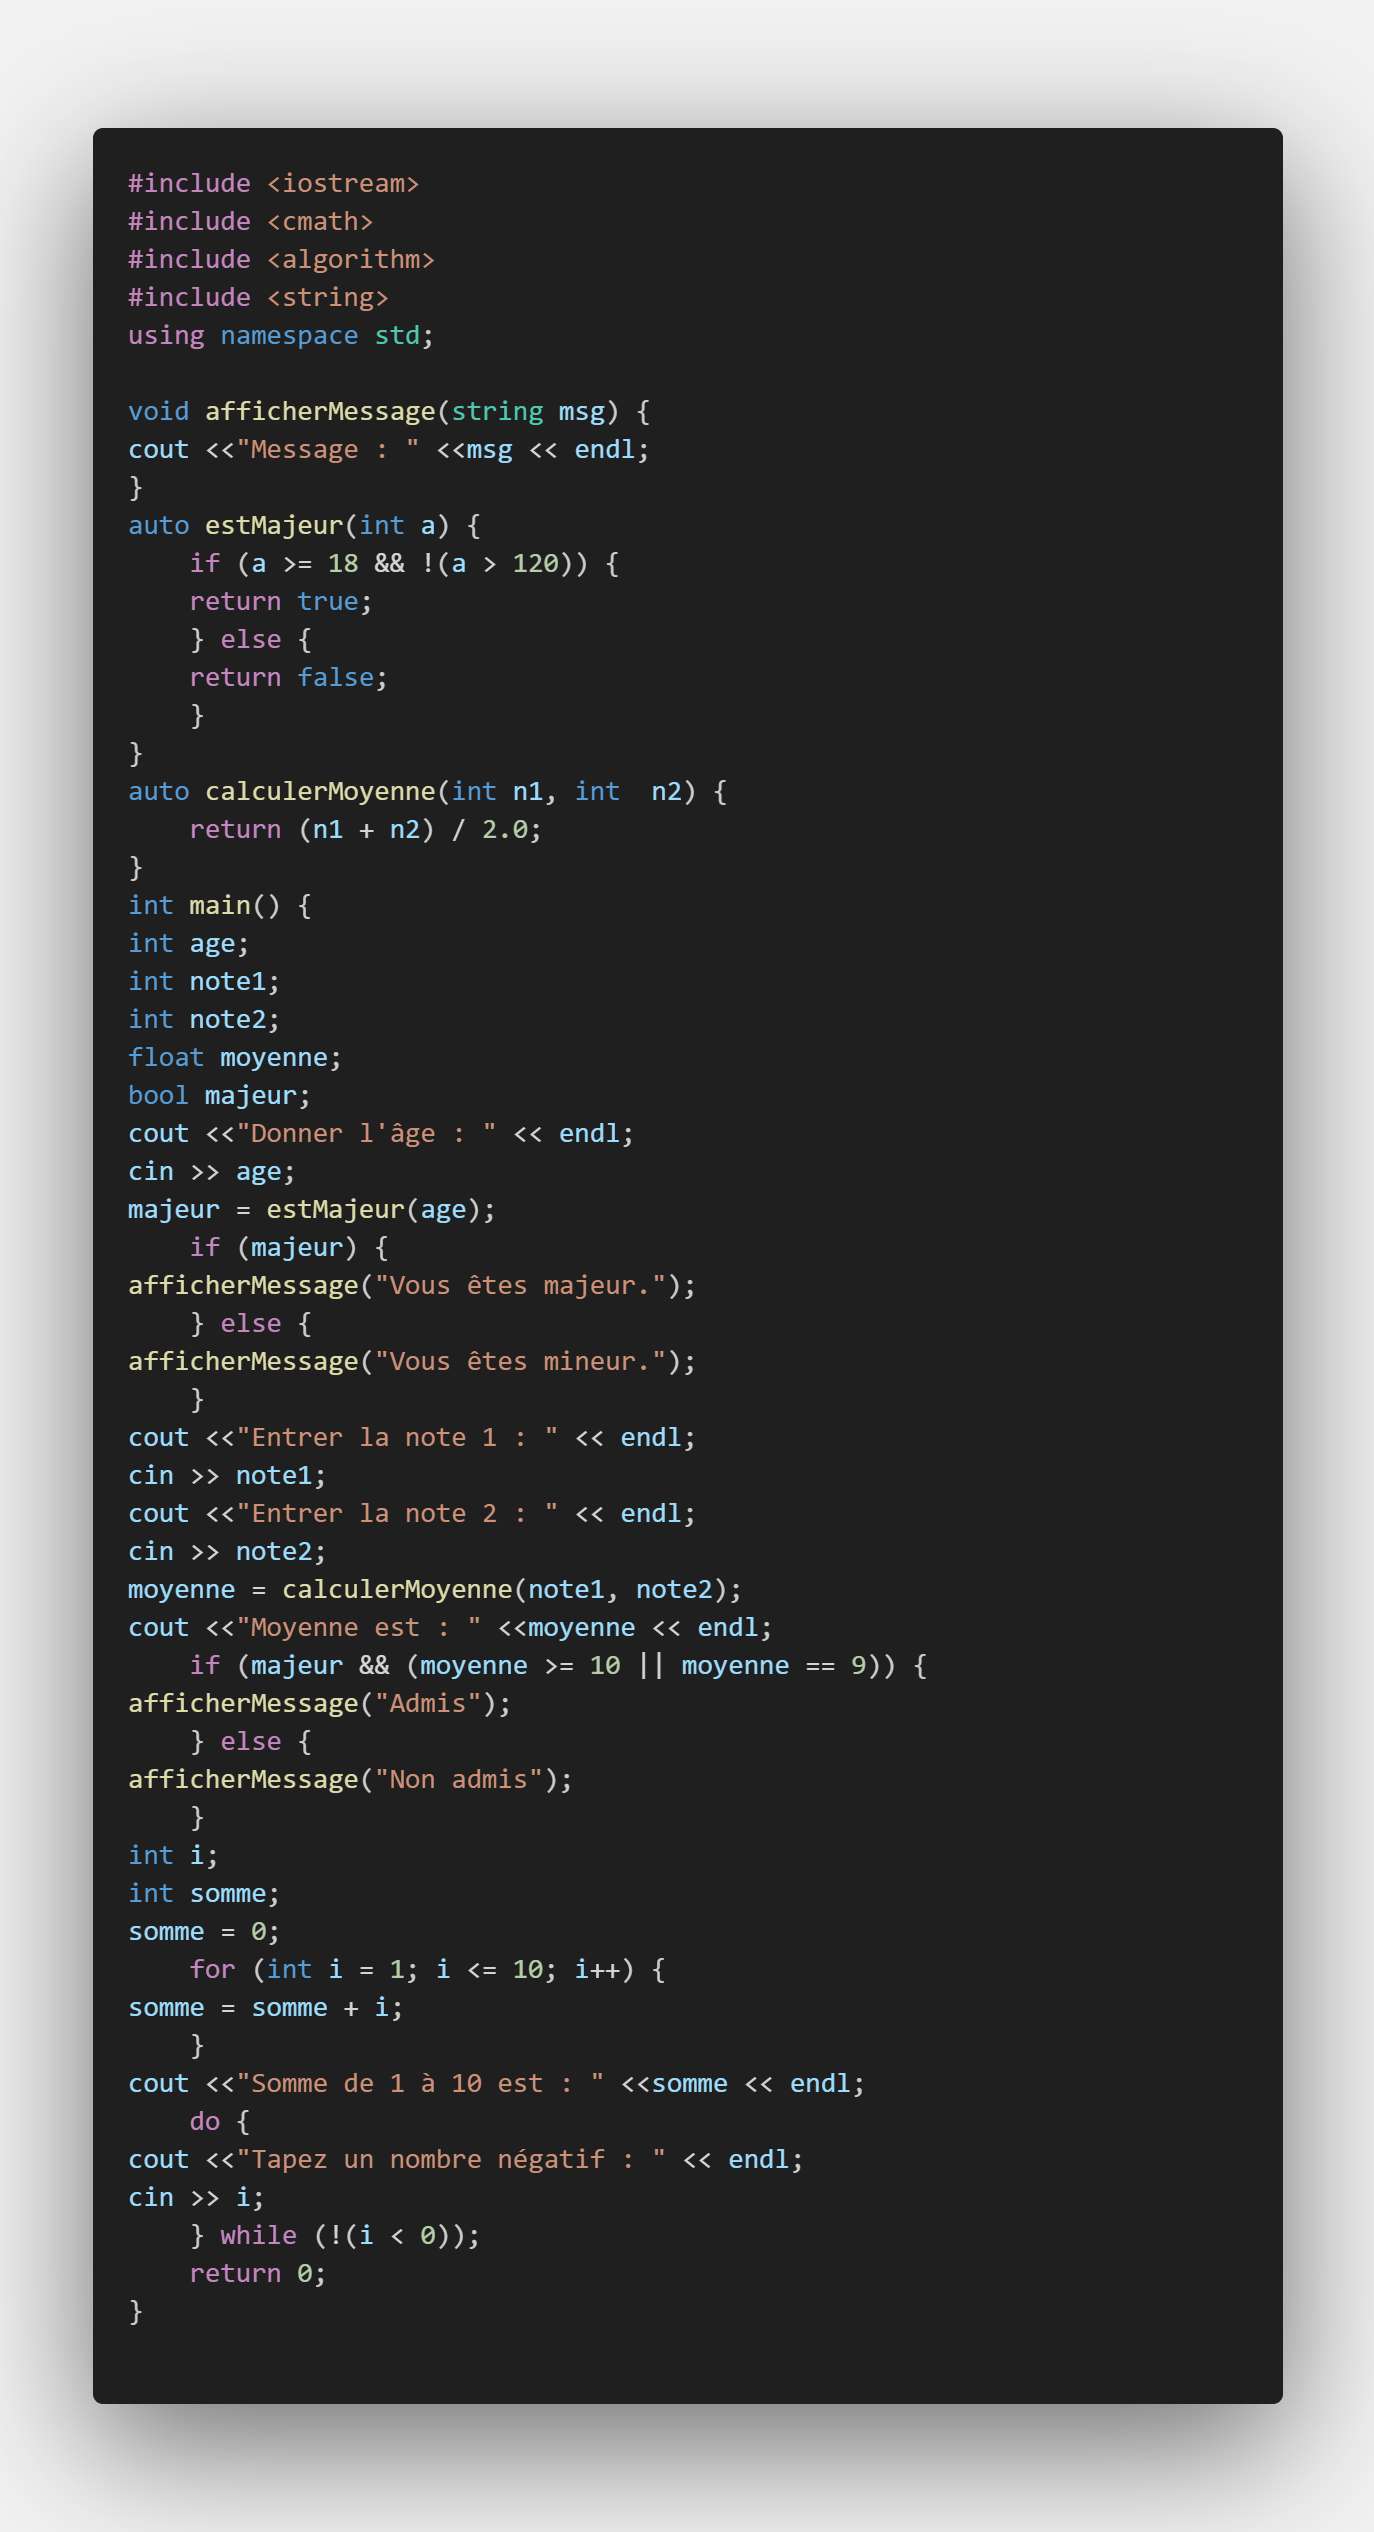 #include <iostream>
#include <cmath>
#include <algorithm>
#include <string>
using namespace std;

void afficherMessage(string msg) {
cout <<"Message : " <<msg << endl;
}
auto estMajeur(int a) {
    if (a >= 18 && !(a > 120)) {
    return true;
    } else {
    return false;
    }
}
auto calculerMoyenne(int n1, int  n2) {
    return (n1 + n2) / 2.0;
}
int main() {
int age;
int note1;
int note2;
float moyenne;
bool majeur;
cout <<"Donner l'âge : " << endl;
cin >> age;
majeur = estMajeur(age);
    if (majeur) {
afficherMessage("Vous êtes majeur.");
    } else {
afficherMessage("Vous êtes mineur.");
    }
cout <<"Entrer la note 1 : " << endl;
cin >> note1;
cout <<"Entrer la note 2 : " << endl;
cin >> note2;
moyenne = calculerMoyenne(note1, note2);
cout <<"Moyenne est : " <<moyenne << endl;
    if (majeur && (moyenne >= 10 || moyenne == 9)) {
afficherMessage("Admis");
    } else {
afficherMessage("Non admis");
    }
int i;
int somme;
somme = 0;
    for (int i = 1; i <= 10; i++) {
somme = somme + i;
    }
cout <<"Somme de 1 à 10 est : " <<somme << endl;
    do {
cout <<"Tapez un nombre négatif : " << endl;
cin >> i;
    } while (!(i < 0));
    return 0;
}